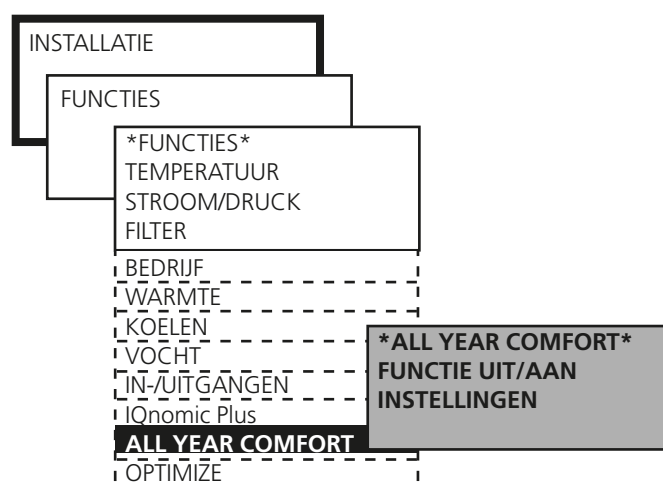 INSTALLATIE
FUNCTIES
*FUNCTIES*
TEMPERATUUR
STROOM/DRUCK
FILTER
BEDRIJF
WARMTE
KOELEN
VOCHT
IN-/UITGANGEN
IQnomic Plus
ALL YEAR COMFORT
OPTIMIZE
*ALL YEAR COMFORT*
FUNCTIE UIT/AAN
INSTELLINGEN